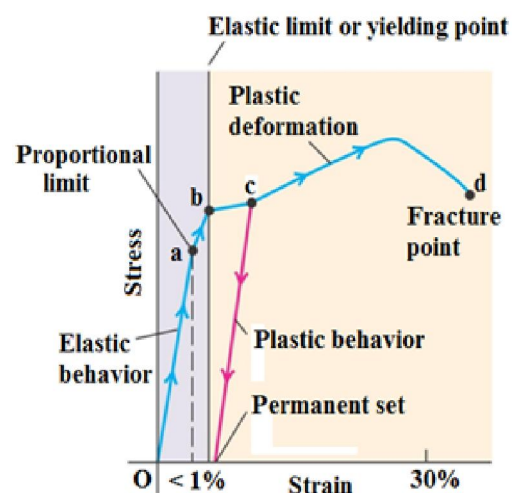 Elastic limit or yielding point
Plastic
deformation
Proportional
limit
b
c
d
a
Fracture
point
Stress
Elastic
behavior
Plastic behavior
Permanent set
O
< 1%
Strain
30%